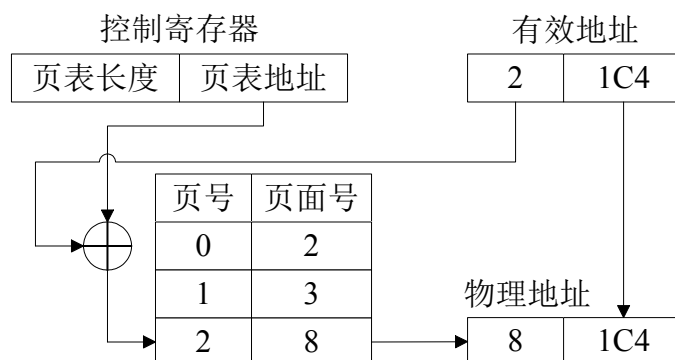 控制寄存器 有效地址
页表长度 页表地址 2 1C4
页号 页面号
0 2
1 3
物理地址
2 8 8 1C4